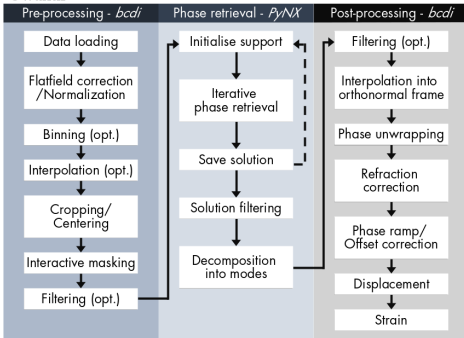 Pre-processing - bcdi
Data loading
Flatfield correction
/Normalization
Binning (opt.)
Interpolation (opt.)
Cropping/
Centering
Interactive masking
Filtering (opt.)
Phase retrieval - PyNX
Initialise support
Iterative
phase retrieval
Save solution
Solution filtering
Decomposition
into modes
Post-processing - bcdi
Filtering (opt.)
Interpolation into
orthonormal frame
Phase unwrapping
Refraction
correction
Phase ramp/
Offset correction
Displacement
Strain